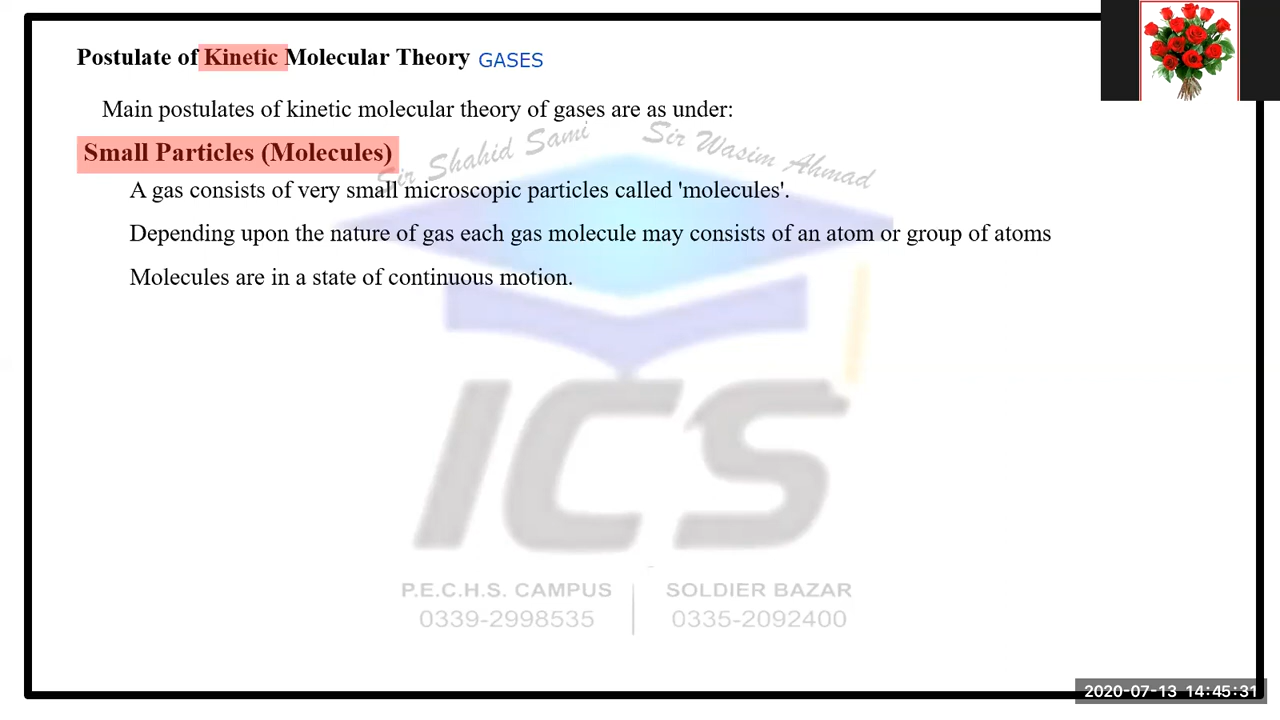 Postulate of Kinetic Molecular Theory GASES
Main postulates of kinetic molecular theory of gases are as under:
Sir Shahid Sami Sir Wasim Ahmad
Small Particles (Molecules)
A gas consists of very small microscopic particles called 'molecules'.
Depending upon the nature of gas each gas molecule may consists of an atom or group of atoms
Molecules are in a state of continuous motion.
ICS
P.E.C.H.S. CAMPUS SOLDIER BAZAR
0339-2998535 0335-2092400
2020-07-13 14:45:31